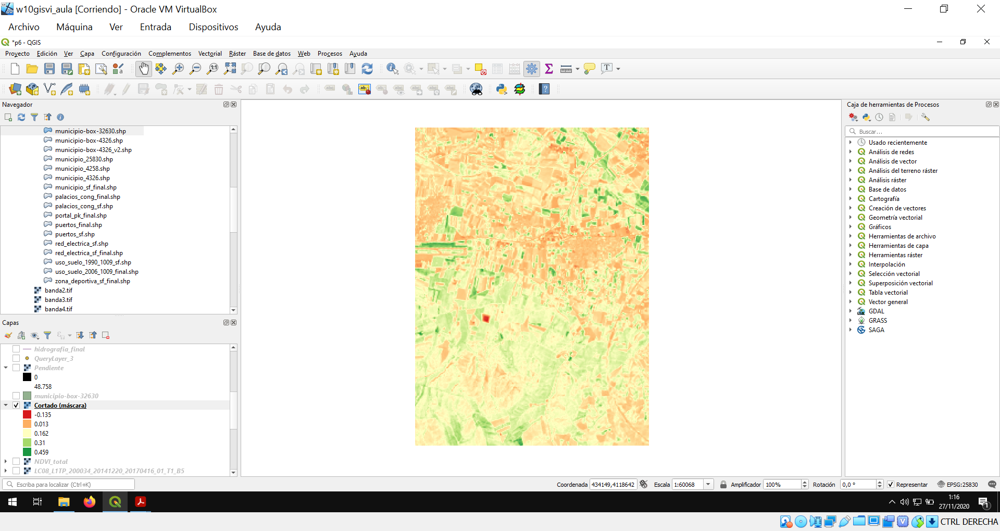 w10gisvi_aula [Corriendo] - Oracle VM VirtualBox
Archivo Máquina Ver Entrada Dispositivos Ayuda
*p6 - QGIS
Proyecto Edición Ver Capa Configuración Complementos Vectorial Ráster Base de datos Web Procesos Ayuda
Navegador
municipio-box-32630.shp
municipio-box-4326.shp
municipio-box-4326_v2.shp
municipio_25830.shp
municipio_4258.shp
municipio_4326.shp
municipio_sf_final.shp
palacios_cong_final.shp
palacios_cong_sf.shp
portal_pk_final.shp
puertos_final.shp
puertos_sf.shp
red_electrica_sf.shp
red_electrica_sf_final.shp
uso_suelo_1990_1009_sf.shp
uso_suelo_2006_1009_final.shp
zona_deportiva_sf_final.shp
banda2.tif
banda3.tif
banda4.tif
Capas
hidrografia_final
QueryLayer_3
Pendiente
0
48.758
municipio-box-32630
Cortado (máscara)
-0.135
0.013
0.162
0.31
0.459
NDVI_total
LC08_L1TP_200034_20141220_20170416_01_T1_B5
Caja de herramientas de Procesos
Buscar...
Usado recientemente
Análisis de redes
Análisis de vector
Análisis del terreno ráster
Análisis ráster
Base de datos
Cartografía
Creación de vectores
Geometría vectorial
Gráficos
Herramientas de archivo
Herramientas de capa
Herramientas ráster
Interpolación
Selección vectorial
Superposición vectorial
Tabla vectorial
Vector general
GDAL
GRASS
SAGA
Escriba para localizar (Ctrl+K)
Coordenada 434149,4118642 Escala 1:60068 Amplificador 100% Rotación 0,0 ° Representar EPSG:25830
1:16
27/11/2020
1
CTRL DERECHA